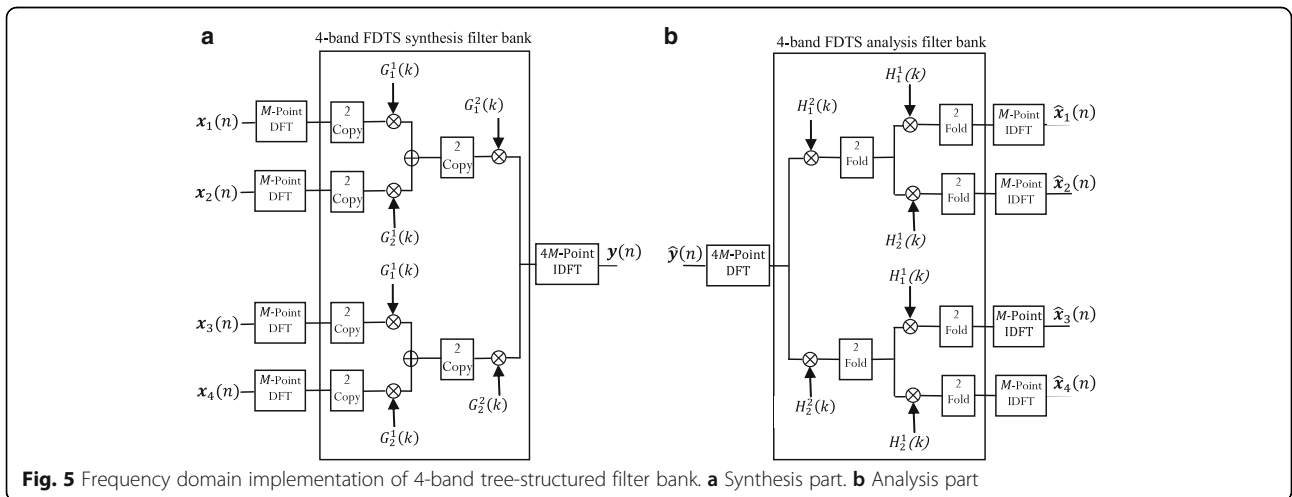 a
4-band FDTS synthesis filter bank
G₁¹(k)
x₁(n)
M-Point
DFT
2
Copy
G₁²(k)
2
Copy
x₂(n)
M-Point
DFT
2
Copy
G₂¹(k)
G₁¹(k)
4M-Point
IDFT
y(n)
x₃(n)
M-Point
DFT
2
Copy
2
Copy
x₄(n)
M-Point
DFT
2
Copy
G₂²(k)
G₂¹(k)
b
4-band FDTS analysis filter bank
H₁¹(k)
H₁²(k)
2
Fold
M-Point
IDFT
x̂₁(n)
2
Fold
2
Fold
M-Point
IDFT
x̂₂(n)
H₂¹(k)
ŷ(n)
4M-Point
DFT
H₁¹(k)
2
Fold
M-Point
IDFT
x̂₃(n)
2
Fold
H₂²(k)
2
Fold
M-Point
IDFT
x̂₄(n)
H₂¹(k)
Fig. 5 Frequency domain implementation of 4-band tree-structured filter bank. a Synthesis part. b Analysis part